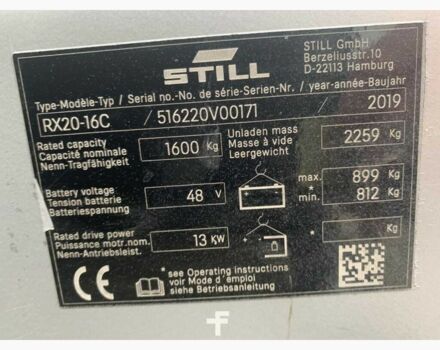 STILL
STILL GmbH
Berzeliusstr.10
D-22113 Hamburg
Type-Modèle-Typ / Serial no.-No. de série-Serien-Nr. / year-année-Baujahr
RX20-16C / 516220V00171 / 2019
Rated capacity
Capacité nominale
Nenn-Tragfähigkeit
1600 Kg
Unladen mass
Masse à vide
Leergewicht
2259 Kg
Battery voltage
Tension batterie
Batteriespannung
48 V
max. 899 Kg
*
min. 812 Kg
Rated drive power
Puissance motr.nom.
Nenn-Antriebsleist.
13 KW
* Kg
CE
*see Operating instructions
voir Mode d'emploi
siehe Betriebsanleitung